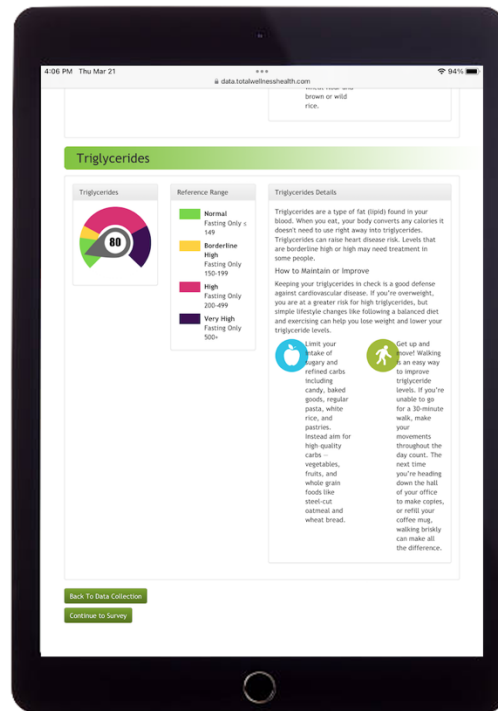 4:06 PM Thu Mar 21
94%
data.totalwellnesshealth.com
brown or wild
rice.
Triglycerides
Triglycerides
80
Reference Range
Normal
Fasting Only ≤
149
Borderline
High
Fasting Only
150-199
High
Fasting Only
200-499
Very High
Fasting Only
500+
Triglycerides Details
Triglycerides are a type of fat (lipid) found in your
blood. When you eat, your body converts any calories it
doesn't need to use right away into triglycerides.
Triglycerides can raise heart disease risk. Levels that
are borderline high or high may need treatment in
some people.
How to Maintain or Improve
Keeping your triglycerides in check is a good defense
against cardiovascular disease. If you're overweight,
you are at a greater risk for high triglycerides, but
simple lifestyle changes like following a balanced diet
and exercising can help you lose weight and lower your
triglyceride levels.
Limit your
intake of
sugary and
refined carbs
including
candy, baked
goods, regular
pasta, white
rice, and
pastries.
Instead aim for
high-quality
carbs —
vegetables,
fruits, and
whole grain
foods like
steel-cut
oatmeal and
wheat bread.
Get up and
move! Walking
is an easy way
to improve
triglyceride
levels. If you're
unable to go
for a 30-minute
walk, make
your
movements
throughout the
day count. The
next time
you're heading
down the hall
of your office
to make copies,
or refill your
coffee mug,
walking briskly
can make all
the difference.
Back To Data Collection
Continue to Survey